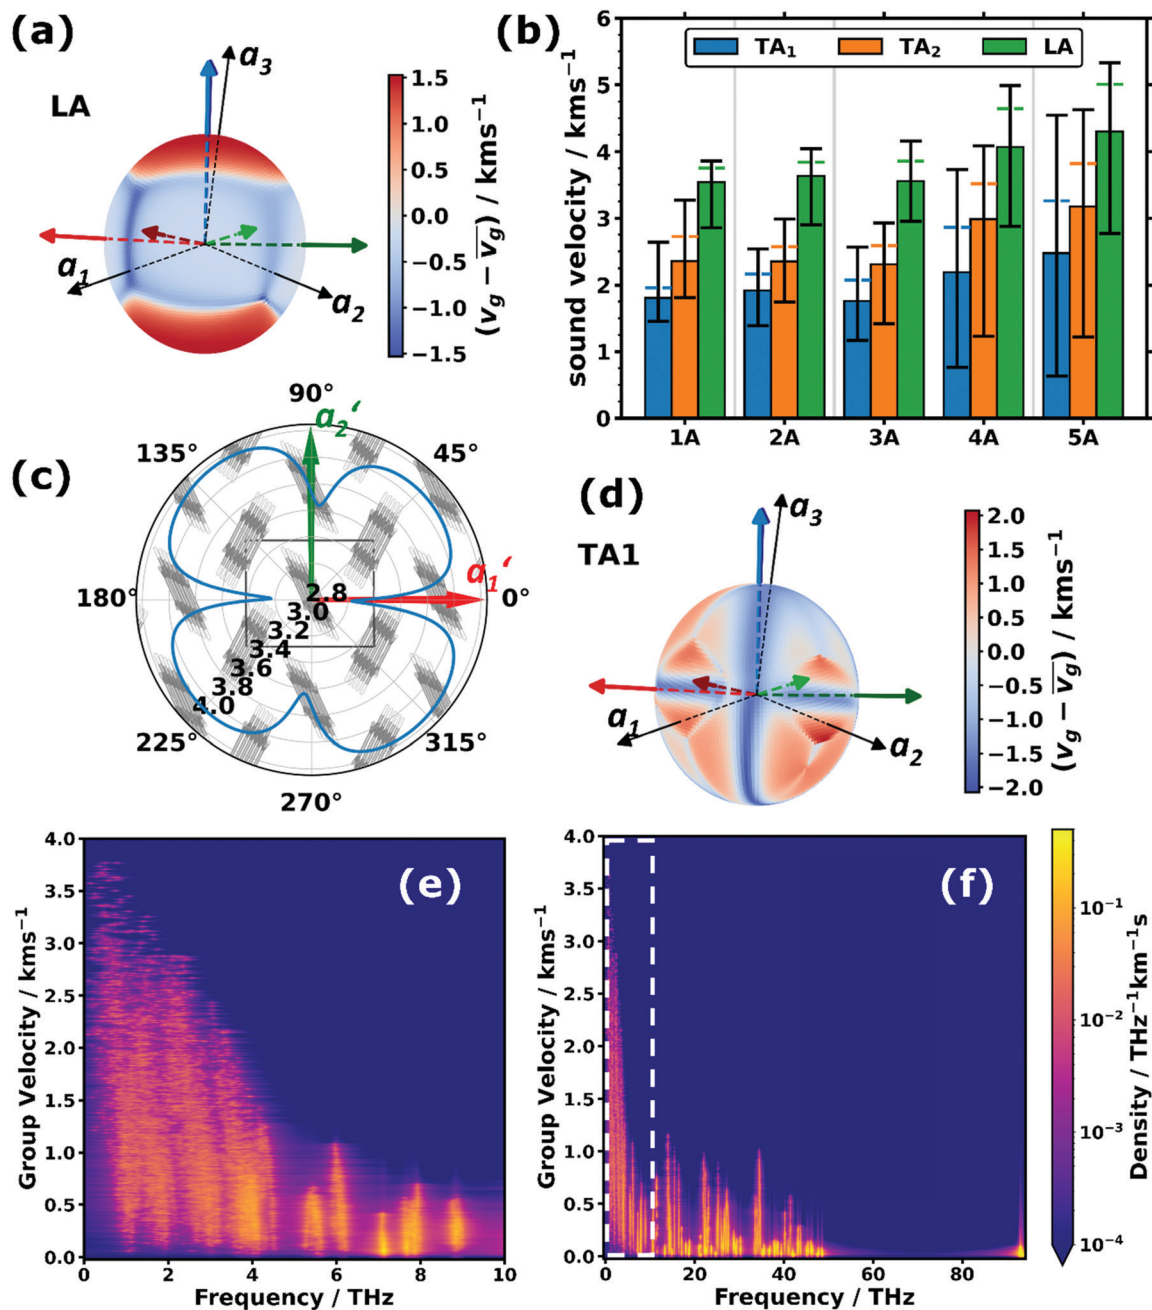 (a)
LA
a3
a1
a2
1.5
1.0
0.5
0.0
−0.5
−1.0
−1.5
(vg − vg) / kms−1
(b)
TA1 TA2 LA
sound velocity / kms−1
6
5
4
3
2
1
0
1A 2A 3A 4A 5A
(c)
90°
a2‘
135° 45°
a1‘
180° 0°
2.8
3.0
3.2
3.4
3.6
3.8
4.0
225° 315°
270°
(d)
TA1
a3
a1
a2
2.0
1.5
1.0
0.5
0.0
−0.5
−1.0
−1.5
−2.0
(vg − vg) / kms−1
(e)
Group Velocity / kms−1
4.0
3.5
3.0
2.5
2.0
1.5
1.0
0.5
0.0
0 2 4 6 8 10
Frequency / THz
(f)
Group Velocity / kms−1
4.0
3.5
3.0
2.5
2.0
1.5
1.0
0.5
0.0
0 20 40 60 80
Frequency / THz
10−1
10−2
10−3
10−4
Density / THz−1km−1s